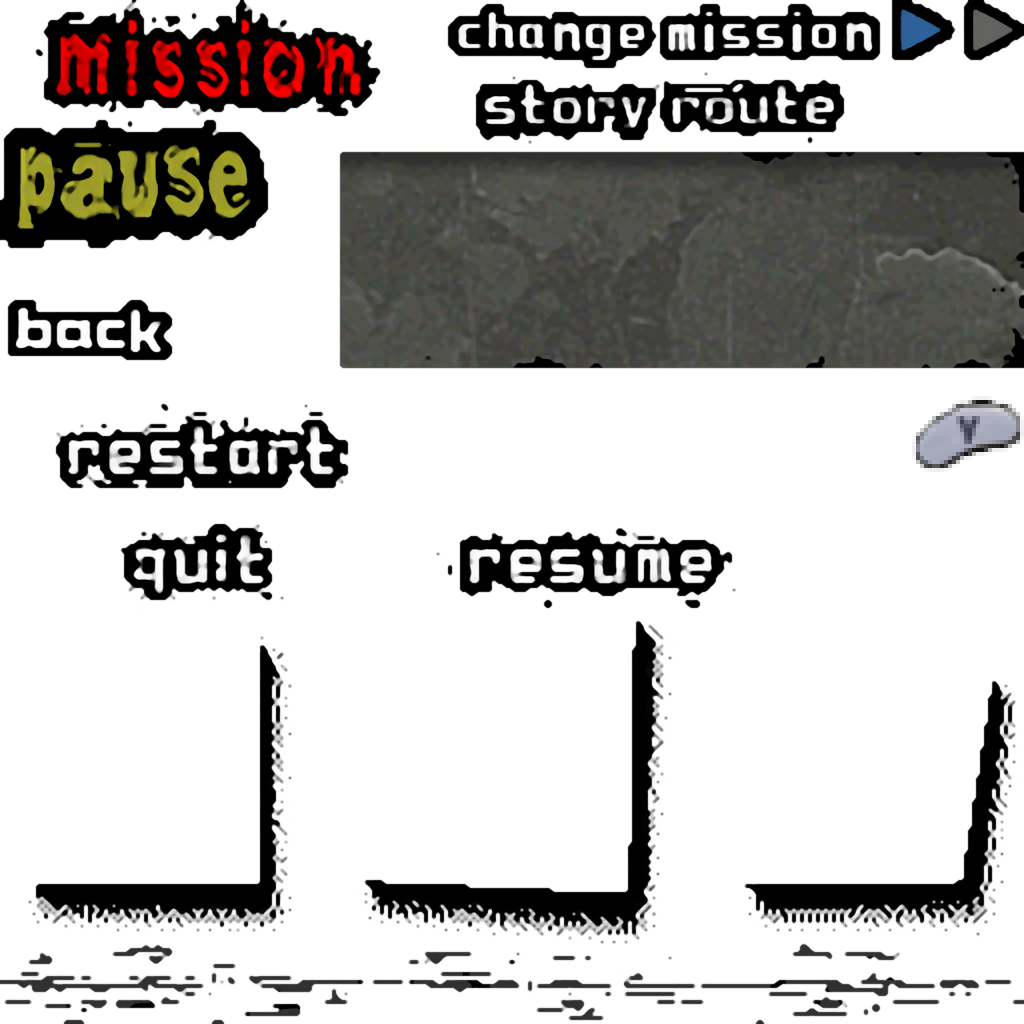 mission
change mission
story route
pause
back
restart
Y
quit
resume